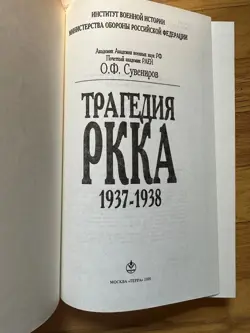 ИНСТИТУТ ВОЕННОЙ ИСТОРИИ
МИНИСТЕРСТВА ОБОРОНЫ РОССИЙСКОЙ ФЕДЕРАЦИИ
Академик Академии военных наук РФ
Почетный академик РАЕН
О.Ф. Сувениров
ТРАГЕДИЯ
РККА
1937-1938
МОСКВА «ТЕРРА» 1998